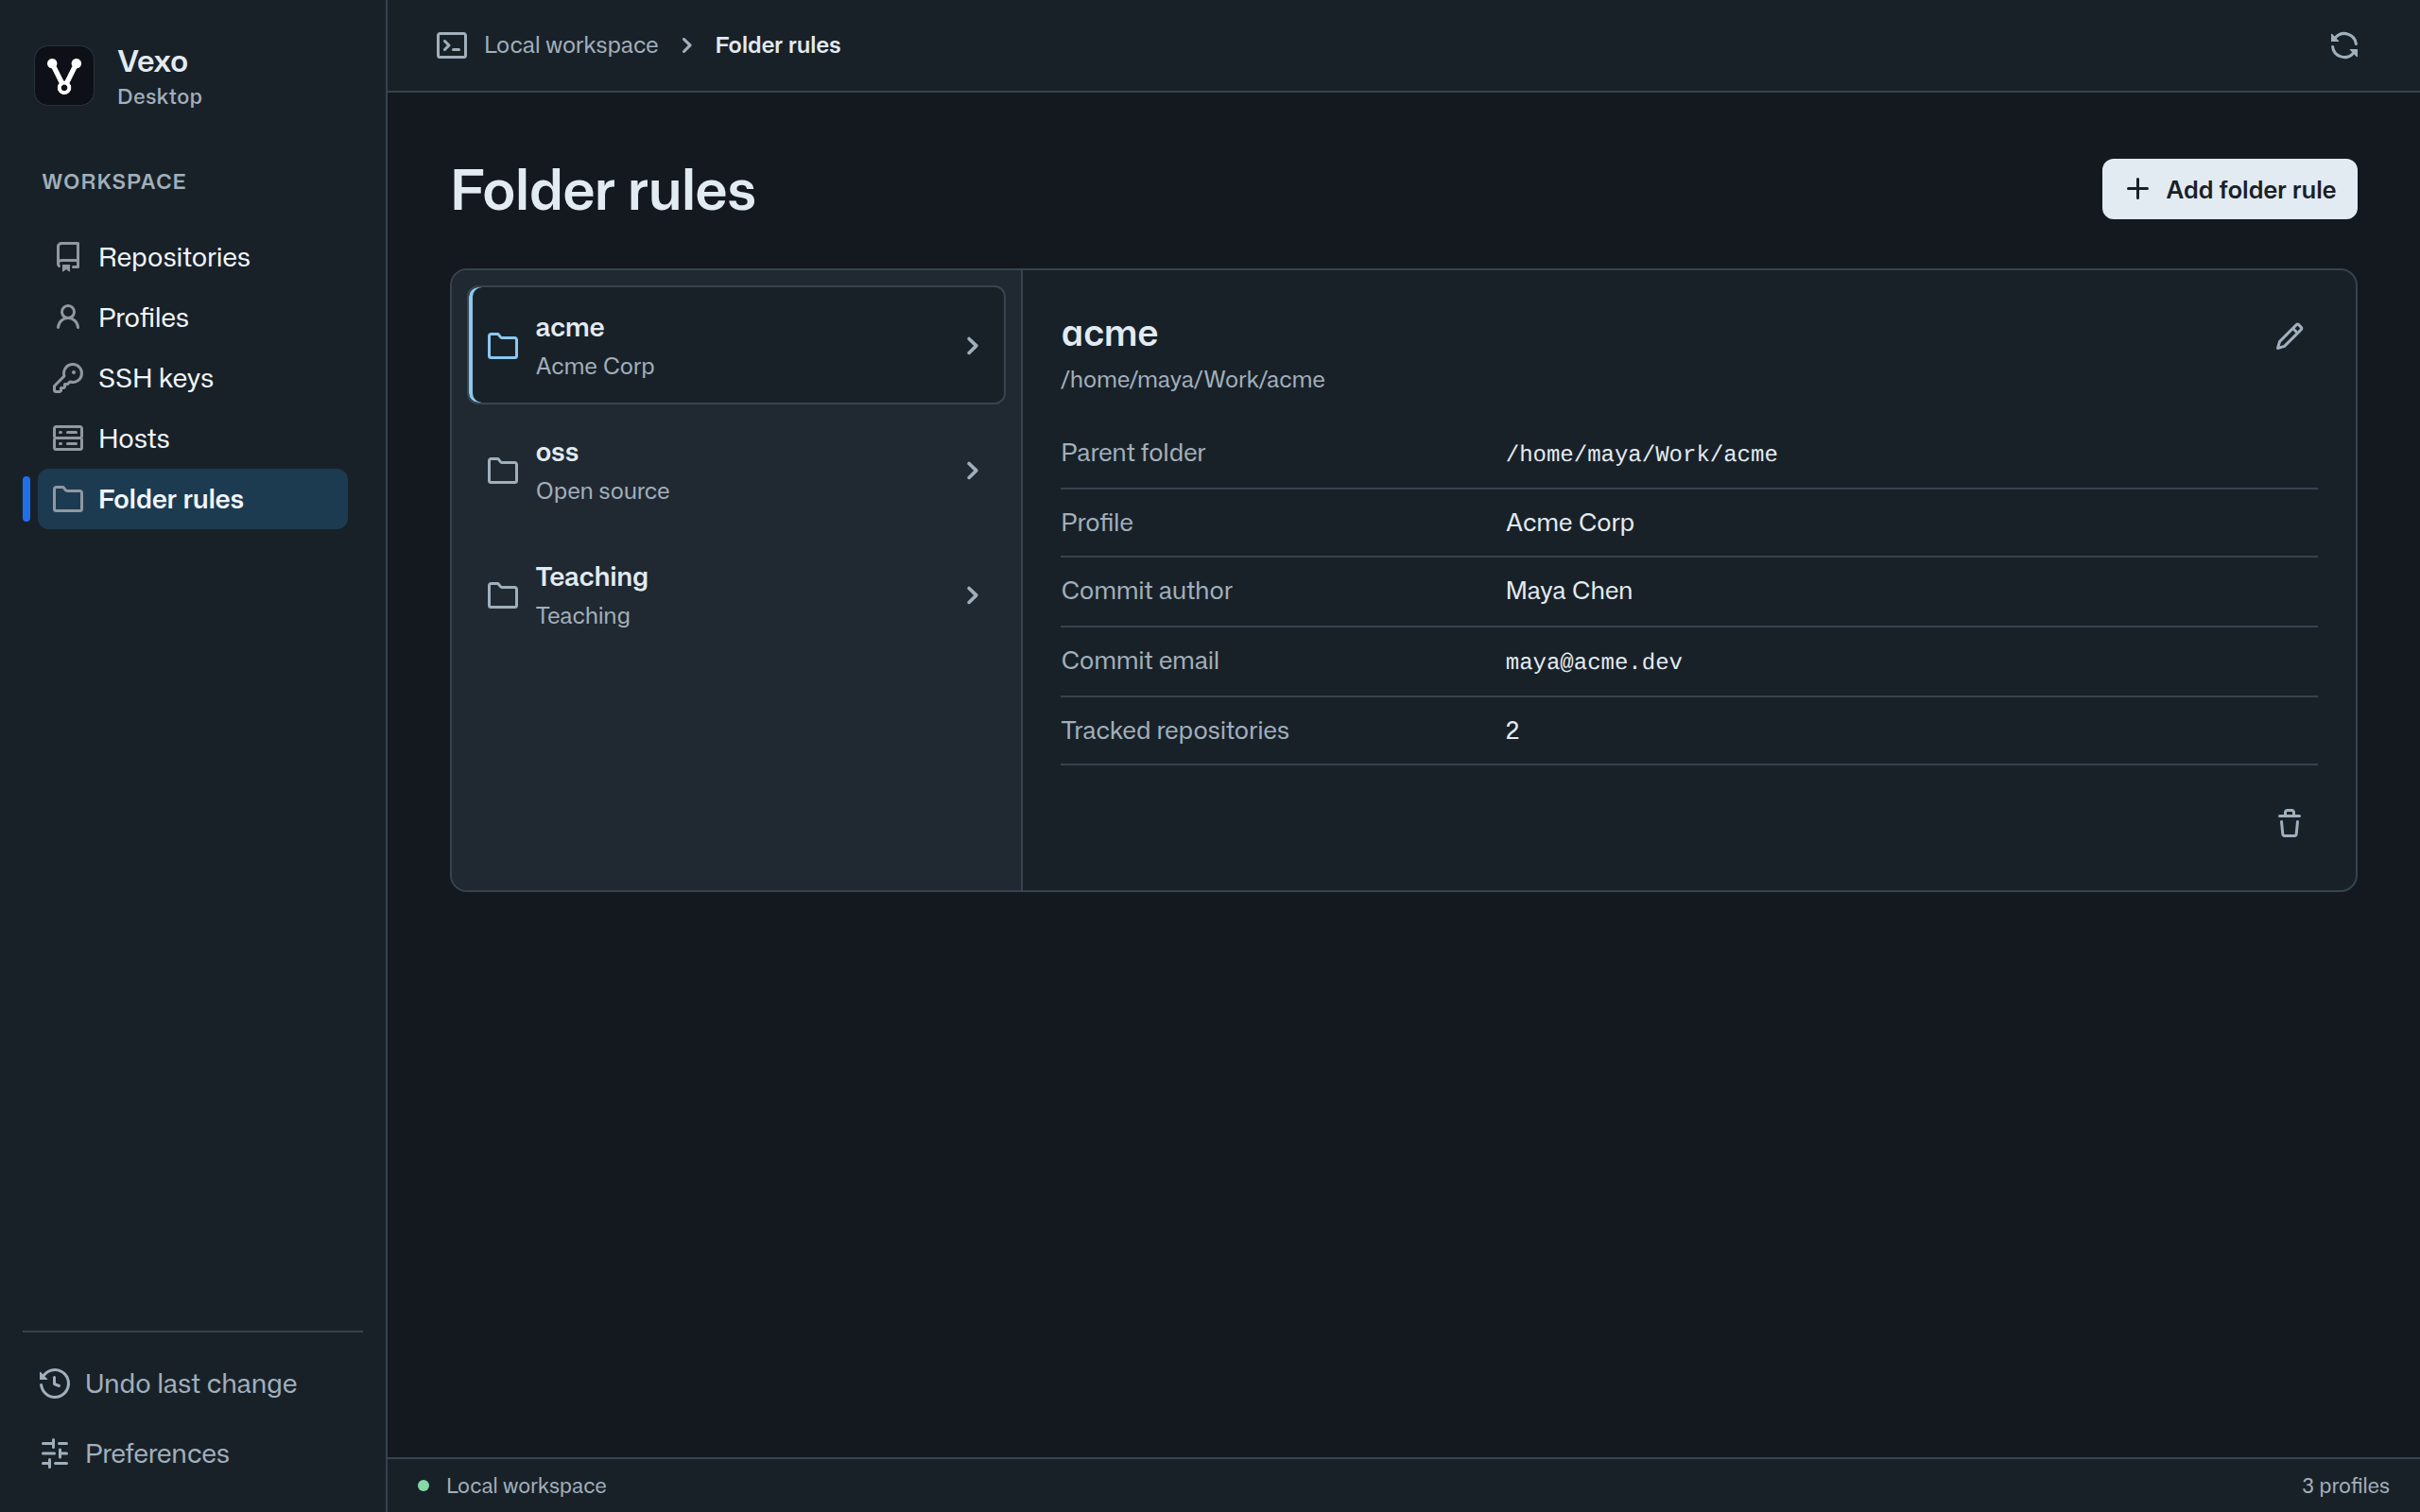 Vexo
Desktop
WORKSPACE
Repositories
Profiles
SSH keys
Hosts
Folder rules
Undo last change
Preferences
Local workspace > Folder rules
Folder rules
+ Add folder rule
acme
Acme Corp
oss
Open source
Teaching
Teaching
acme
/home/maya/Work/acme
Parent folder /home/maya/Work/acme
Profile Acme Corp
Commit author Maya Chen
Commit email maya@acme.dev
Tracked repositories 2
Local workspace
3 profiles